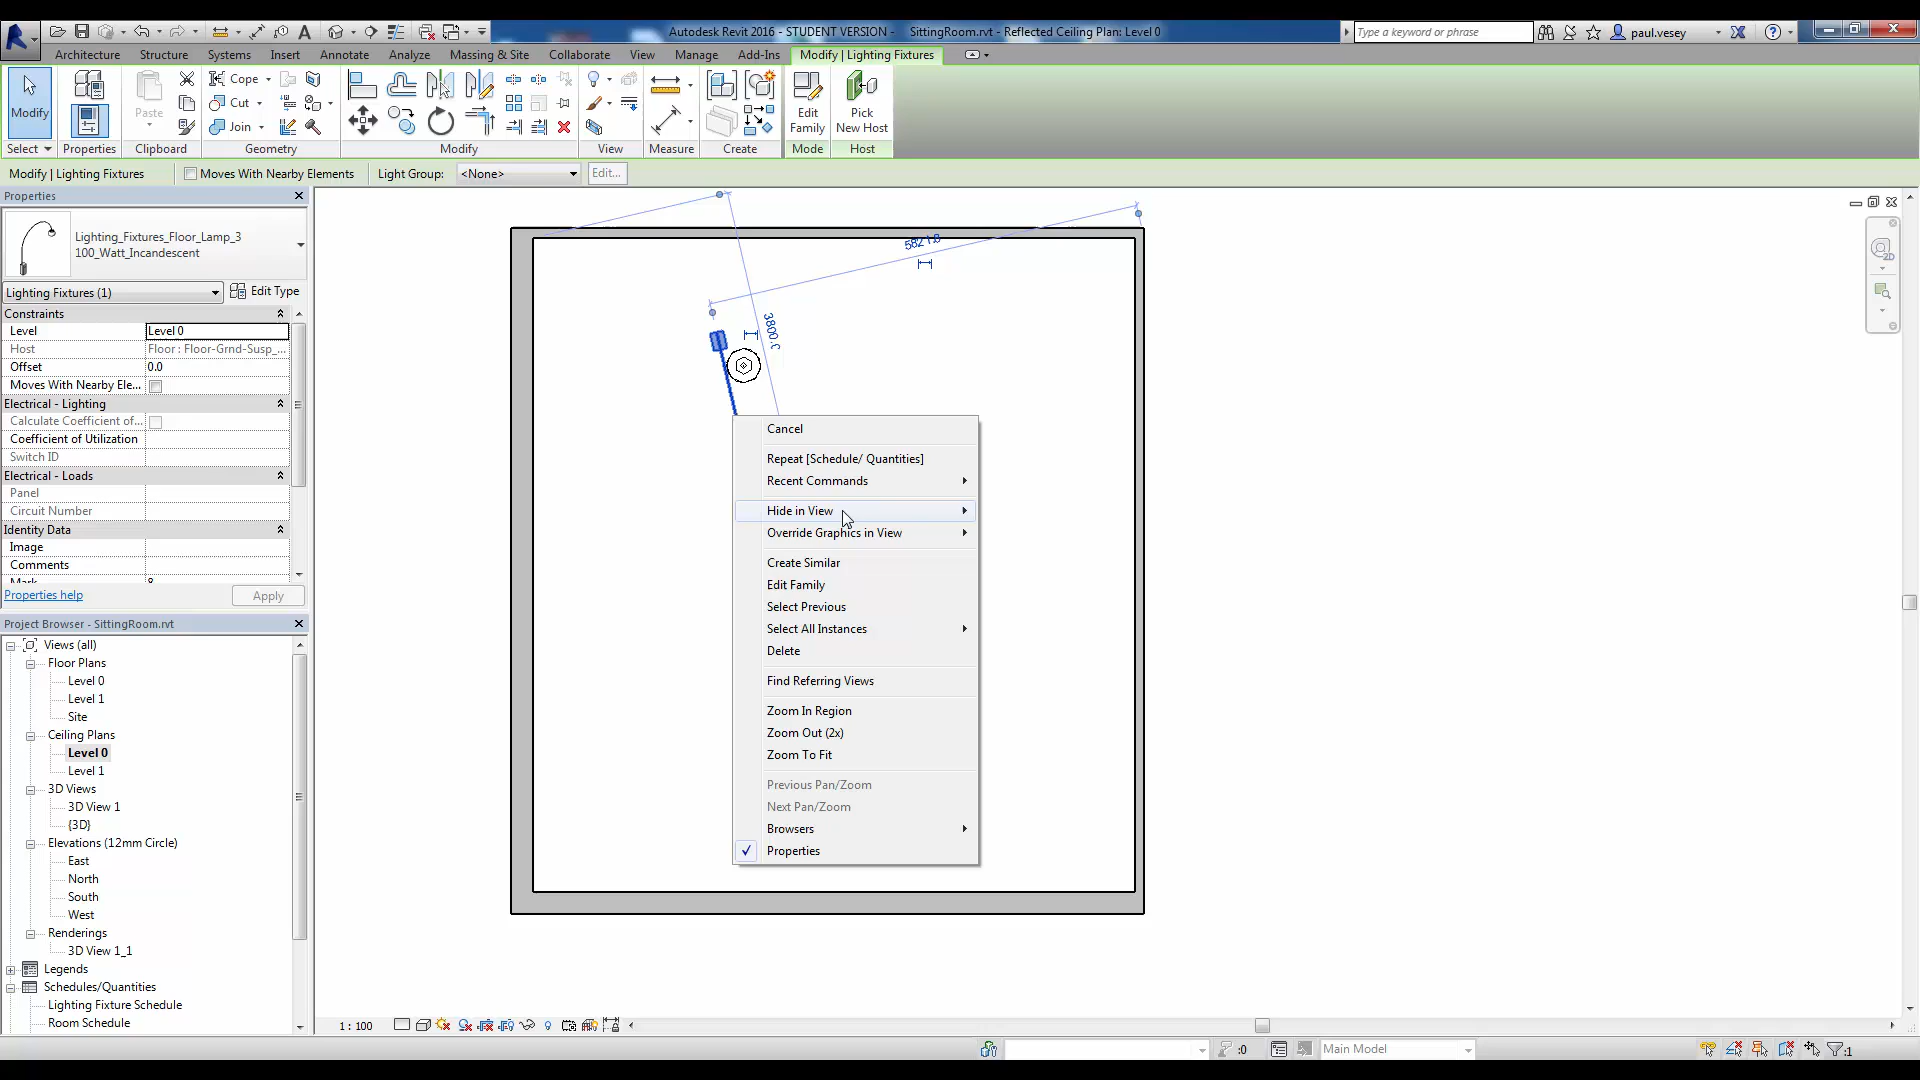 Autodesk Revit 2016 - STUDENT VERSION - SittingRoom.rvt - Reflected Ceiling Plan: Level 0
Type a keyword or phrase
paul.vesey
Architecture Structure Systems Insert Annotate Analyze Massing & Site Collaborate View Manage Add-Ins Modify | Lighting Fixtures
Modify
Paste
Cope
Cut
Join
Edit Family
Pick New Host
Select Properties Clipboard Geometry Modify View Measure Create Mode Host
Modify | Lighting Fixtures
Moves With Nearby Elements
Light Group: <None> Edit...
Properties
Lighting_Fixtures_Floor_Lamp_3
100_Watt_Incandescent
Lighting Fixtures (1) Edit Type
Constraints
Level Level 0
Host Floor : Floor-Grnd-Susp_...
Offset 0.0
Moves With Nearby Ele...
Electrical - Lighting
Calculate Coefficient of...
Coefficient of Utilization
Switch ID
Electrical - Loads
Panel
Circuit Number
Identity Data
Image
Comments
Mark 8
Properties help Apply
Project Browser - SittingRoom.rvt
Views (all)
Floor Plans
Level 0
Level 1
Site
Ceiling Plans
Level 0
Level 1
3D Views
3D View 1
{3D}
Elevations (12mm Circle)
East
North
South
West
Renderings
3D View 1_1
Legends
Schedules/Quantities
Lighting Fixture Schedule
Room Schedule
2D
Cancel
Repeat [Schedule/ Quantities]
Recent Commands
Hide in View
Override Graphics in View
Create Similar
Edit Family
Select Previous
Select All Instances
Delete
Find Referring Views
Zoom In Region
Zoom Out (2x)
Zoom To Fit
Previous Pan/Zoom
Next Pan/Zoom
Browsers
Properties
1 : 100
:0
Main Model
:1